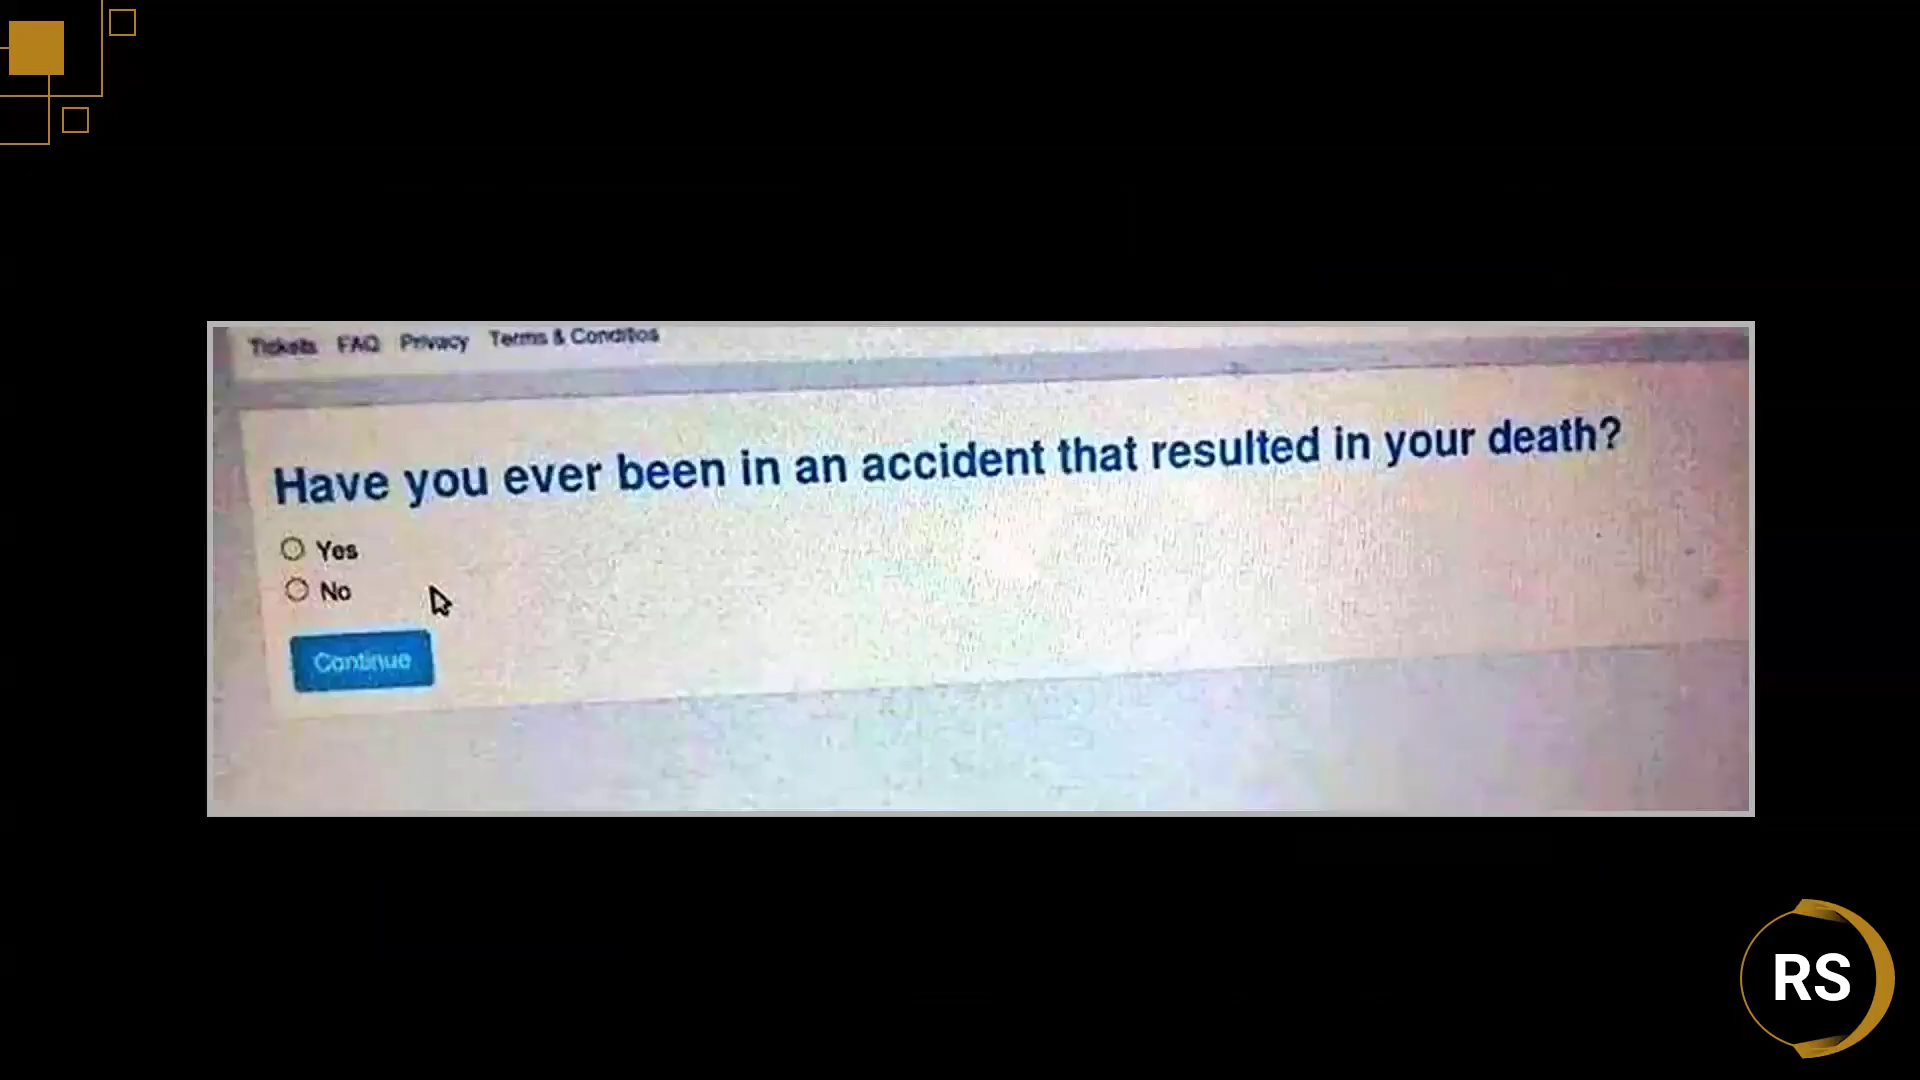 Tickets FAQ Privacy Terms & Conditios
Have you ever been in an accident that resulted in your death?
Yes
No
Continue
RS